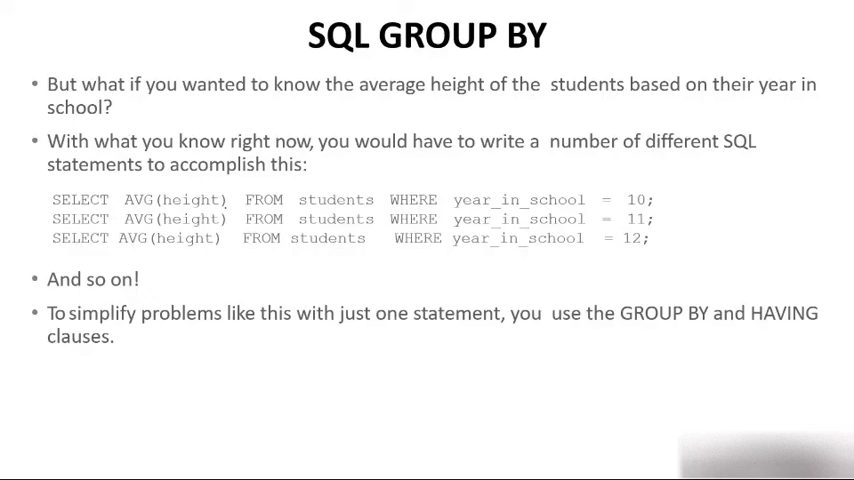 SQL GROUP BY
• But what if you wanted to know the average height of the students based on their year in
school?
• With what you know right now, you would have to write a number of different SQL
statements to accomplish this:
SELECT AVG(height) FROM students WHERE year_in_school = 10;
SELECT AVG(height) FROM students WHERE year_in_school = 11;
SELECT AVG(height) FROM students WHERE year_in_school = 12;
• And so on!
• To simplify problems like this with just one statement, you use the GROUP BY and HAVING
clauses.